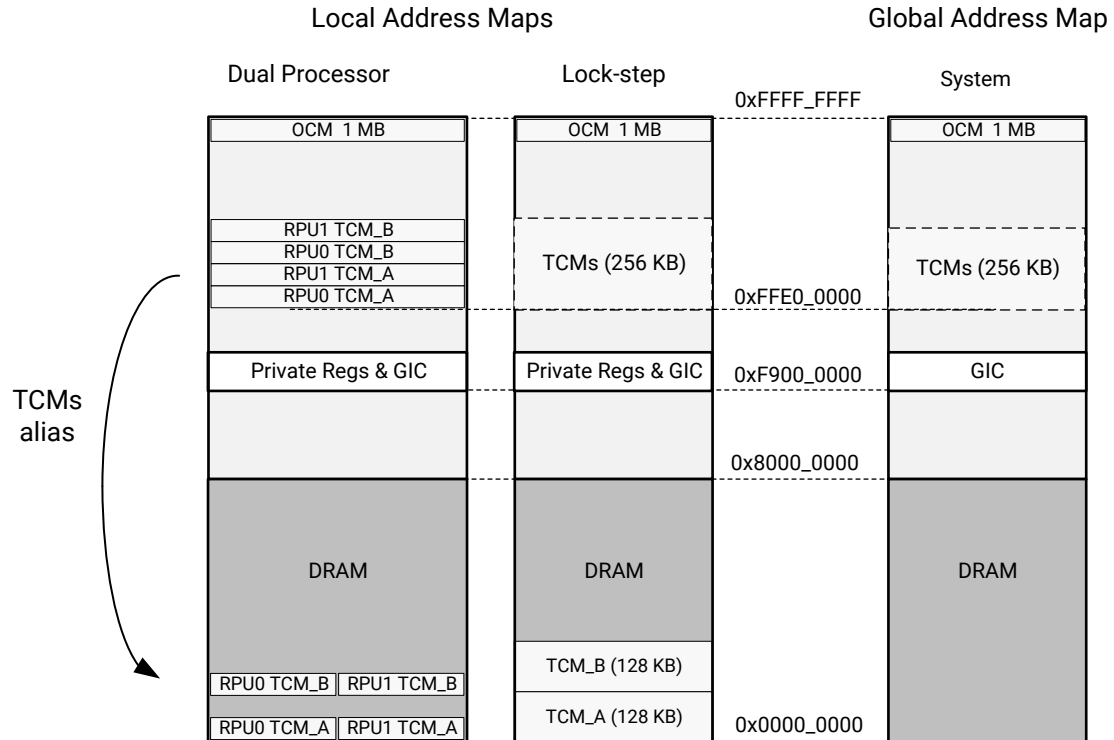 Local Address Maps
Global Address Map
Dual Processor
Lock-step
System
0xFFFF_FFFF
OCM 1 MB
OCM 1 MB
OCM 1 MB
RPU1 TCM_B
RPU0 TCM_B
RPU1 TCM_A
RPU0 TCM_A
TCMs (256 KB)
TCMs (256 KB)
0xFFE0_0000
Private Regs & GIC
Private Regs & GIC
0xF900_0000
GIC
TCMs
alias
0x8000_0000
DRAM
DRAM
DRAM
RPU0 TCM_B
RPU1 TCM_B
TCM_B (128 KB)
RPU0 TCM_A
RPU1 TCM_A
TCM_A (128 KB)
0x0000_0000